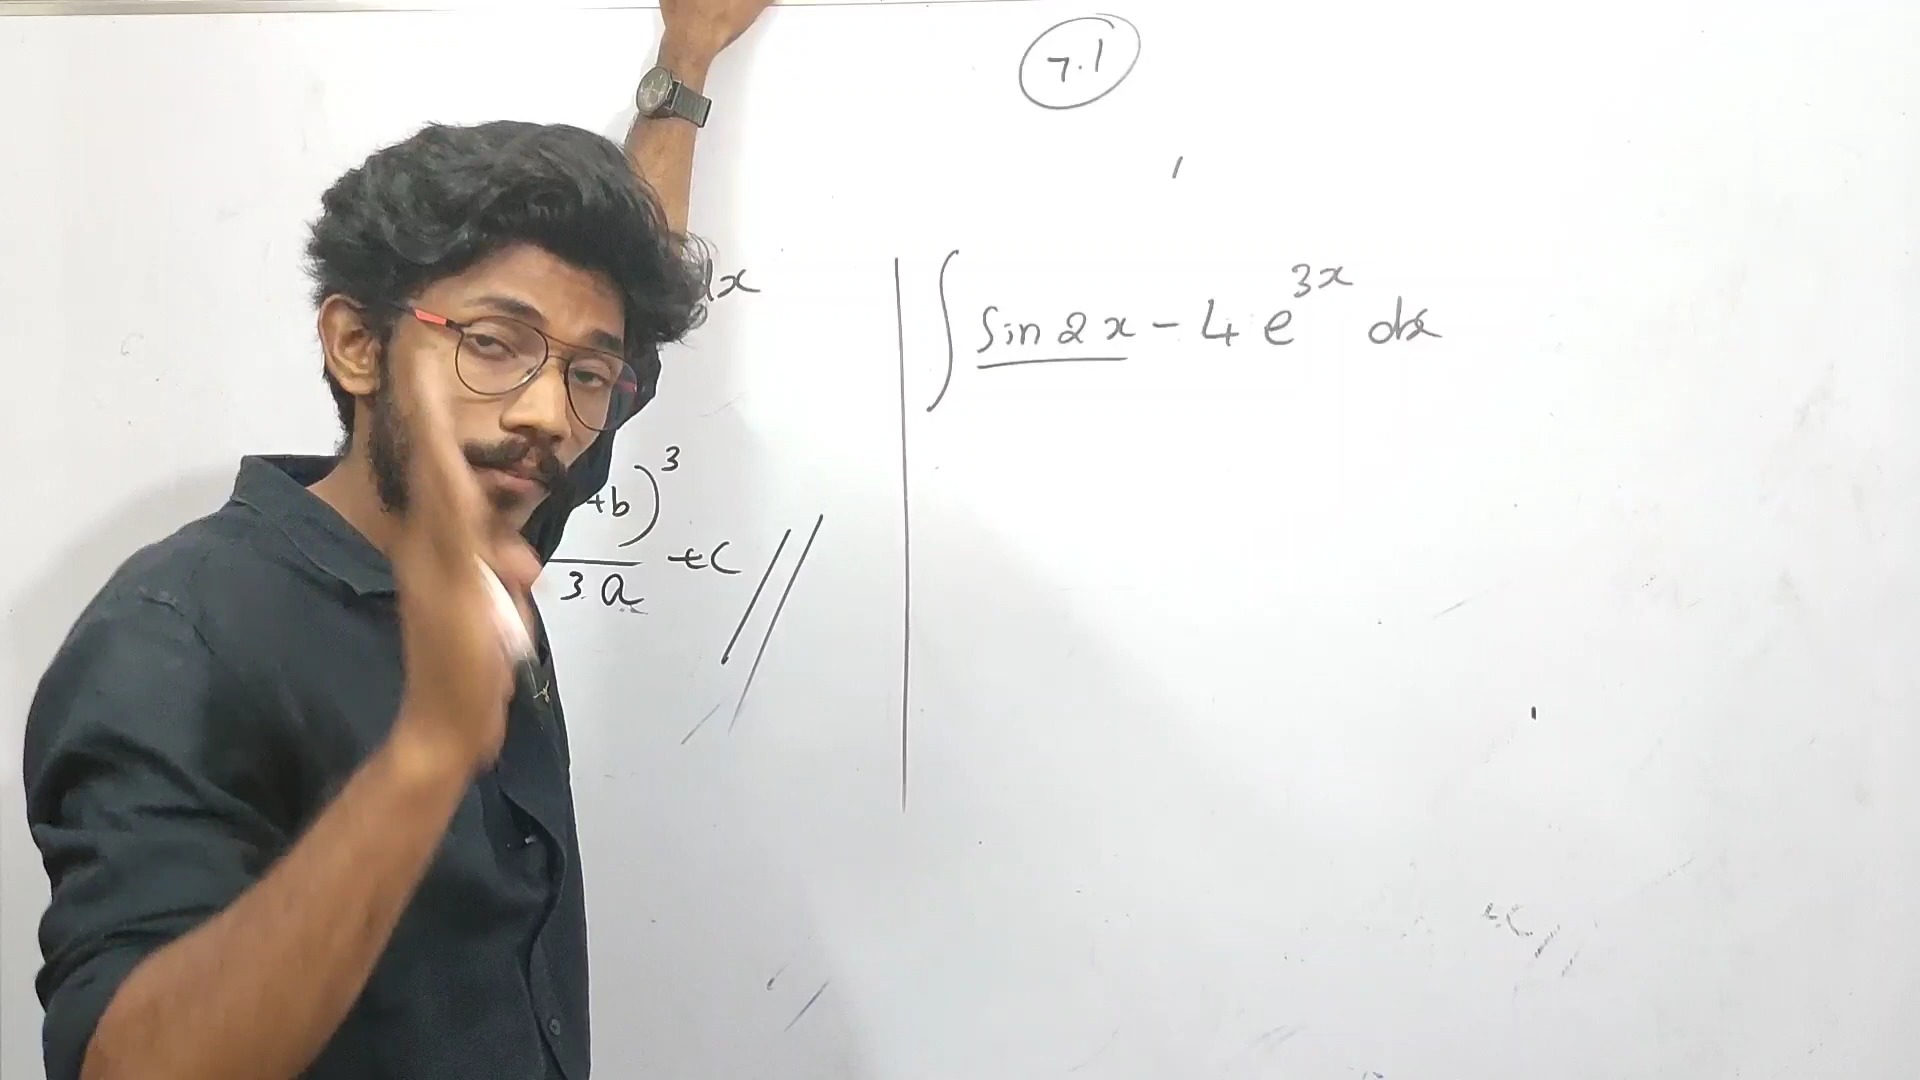 7.1
dx
∫ sin 2x - 4 e^{3x} dx
+b)^3
3a
+C
+C